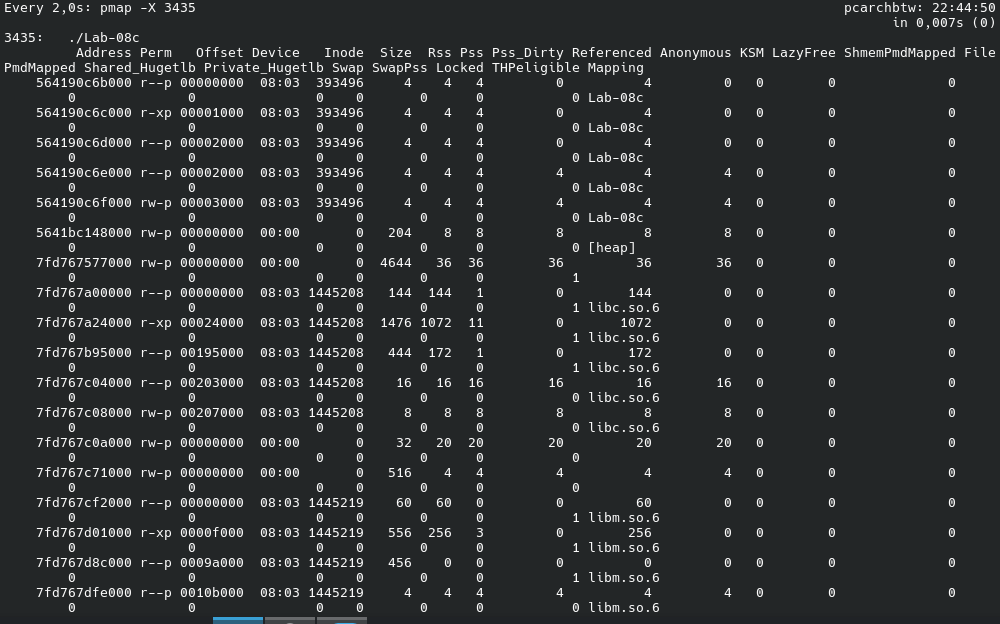 Every 2,0s: pmap -X 3435 pcarchbtw: 22:44:50
in 0,007s (0)
3435: ./Lab-08c
Address Perm Offset Device Inode Size Rss Pss Pss_Dirty Referenced Anonymous KSM LazyFree ShmemPmdMapped File
PmdMapped Shared_Hugetlb Private_Hugetlb Swap SwapPss Locked THPeligible Mapping
564190c6b000 r--p 00000000 08:03 393496 4 4 4 0 4 0 0 0 0
0 0 0 0 0 0 0 Lab-08c
564190c6c000 r-xp 00001000 08:03 393496 4 4 4 0 4 0 0 0 0
0 0 0 0 0 0 0 Lab-08c
564190c6d000 r--p 00002000 08:03 393496 4 4 4 0 4 0 0 0 0
0 0 0 0 0 0 0 Lab-08c
564190c6e000 r--p 00002000 08:03 393496 4 4 4 4 4 4 0 0 0
0 0 0 0 0 0 0 Lab-08c
564190c6f000 rw-p 00003000 08:03 393496 4 4 4 4 4 4 0 0 0
0 0 0 0 0 0 0 Lab-08c
5641bc148000 rw-p 00000000 00:00 0 204 8 8 8 8 8 0 0 0
0 0 0 0 0 0 0 [heap]
7fd767577000 rw-p 00000000 00:00 0 4644 36 36 36 36 36 0 0 0
0 0 0 0 0 0 1
7fd767a00000 r--p 00000000 08:03 1445208 144 144 1 0 144 0 0 0 0
0 0 0 0 0 0 1 libc.so.6
7fd767a24000 r-xp 00024000 08:03 1445208 1476 1072 11 0 1072 0 0 0 0
0 0 0 0 0 0 1 libc.so.6
7fd767b95000 r--p 00195000 08:03 1445208 444 172 1 0 172 0 0 0 0
0 0 0 0 0 0 1 libc.so.6
7fd767c04000 r--p 00203000 08:03 1445208 16 16 16 16 16 16 0 0 0
0 0 0 0 0 0 0 libc.so.6
7fd767c08000 rw-p 00207000 08:03 1445208 8 8 8 8 8 8 0 0 0
0 0 0 0 0 0 0 libc.so.6
7fd767c0a000 rw-p 00000000 00:00 0 32 20 20 20 20 20 0 0 0
0 0 0 0 0 0 0
7fd767c71000 rw-p 00000000 00:00 0 516 4 4 4 4 4 0 0 0
0 0 0 0 0 0 0
7fd767cf2000 r--p 00000000 08:03 1445219 60 60 0 0 60 0 0 0 0
0 0 0 0 0 0 1 libm.so.6
7fd767d01000 r-xp 0000f000 08:03 1445219 556 256 3 0 256 0 0 0 0
0 0 0 0 0 0 1 libm.so.6
7fd767d8c000 r--p 0009a000 08:03 1445219 456 0 0 0 0 0 0 0 0
0 0 0 0 0 0 1 libm.so.6
7fd767dfe000 r--p 0010b000 08:03 1445219 4 4 4 4 4 4 0 0 0
0 0 0 0 0 0 0 libm.so.6